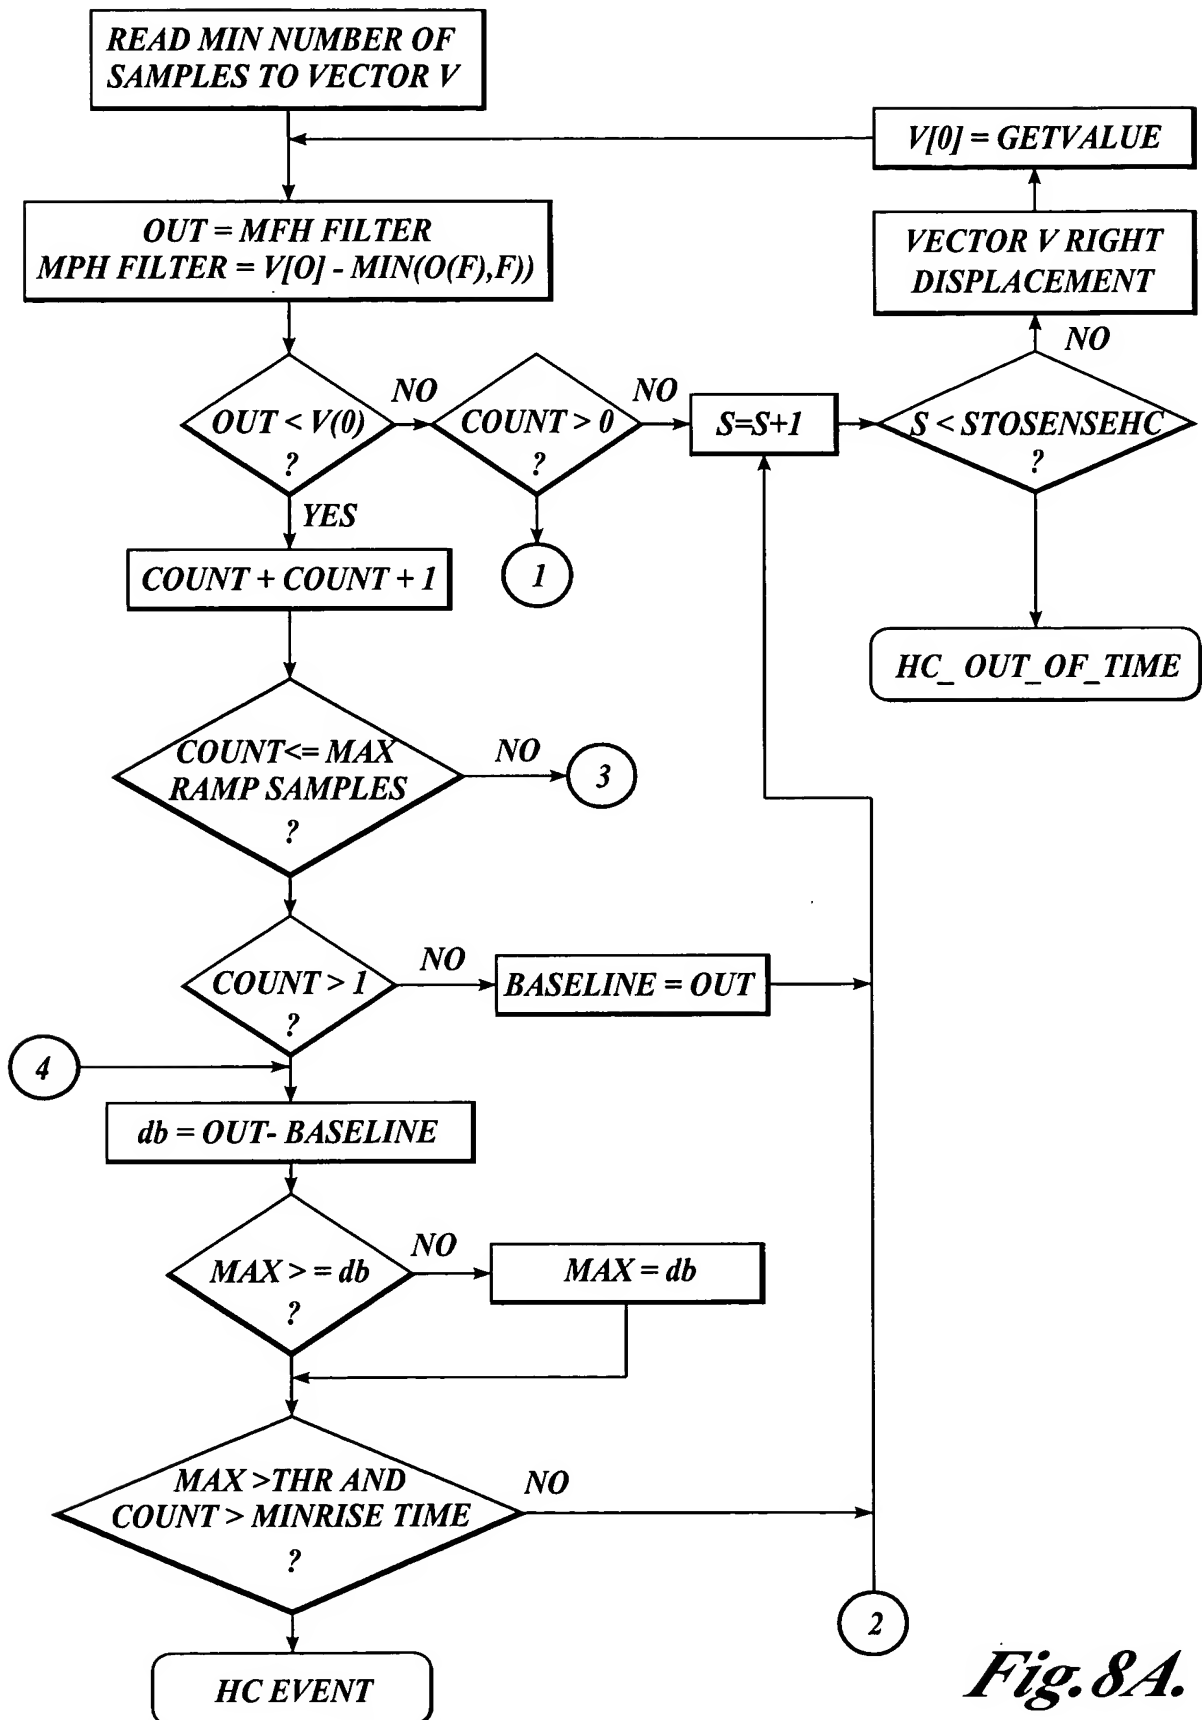 READ MIN NUMBER OF
SAMPLES TO VECTOR V
V[0] = GETVALUE
OUT = MFH FILTER
MPH FILTER = V[O] - MIN(O(F),F))
VECTOR V RIGHT
DISPLACEMENT
NO
OUT < V(0)
?
NO
COUNT > 0
?
NO
S=S+1
S < STOSENSEHC
?
YES
COUNT + COUNT + 1
1
HC_ OUT_OF_TIME
COUNT<= MAX
RAMP SAMPLES
?
NO
3
COUNT > 1
?
NO
BASELINE = OUT
4
db = OUT- BASELINE
MAX > = db
?
NO
MAX = db
MAX >THR AND
COUNT > MINRISE TIME
?
NO
2
HC EVENT
Fig.8A.